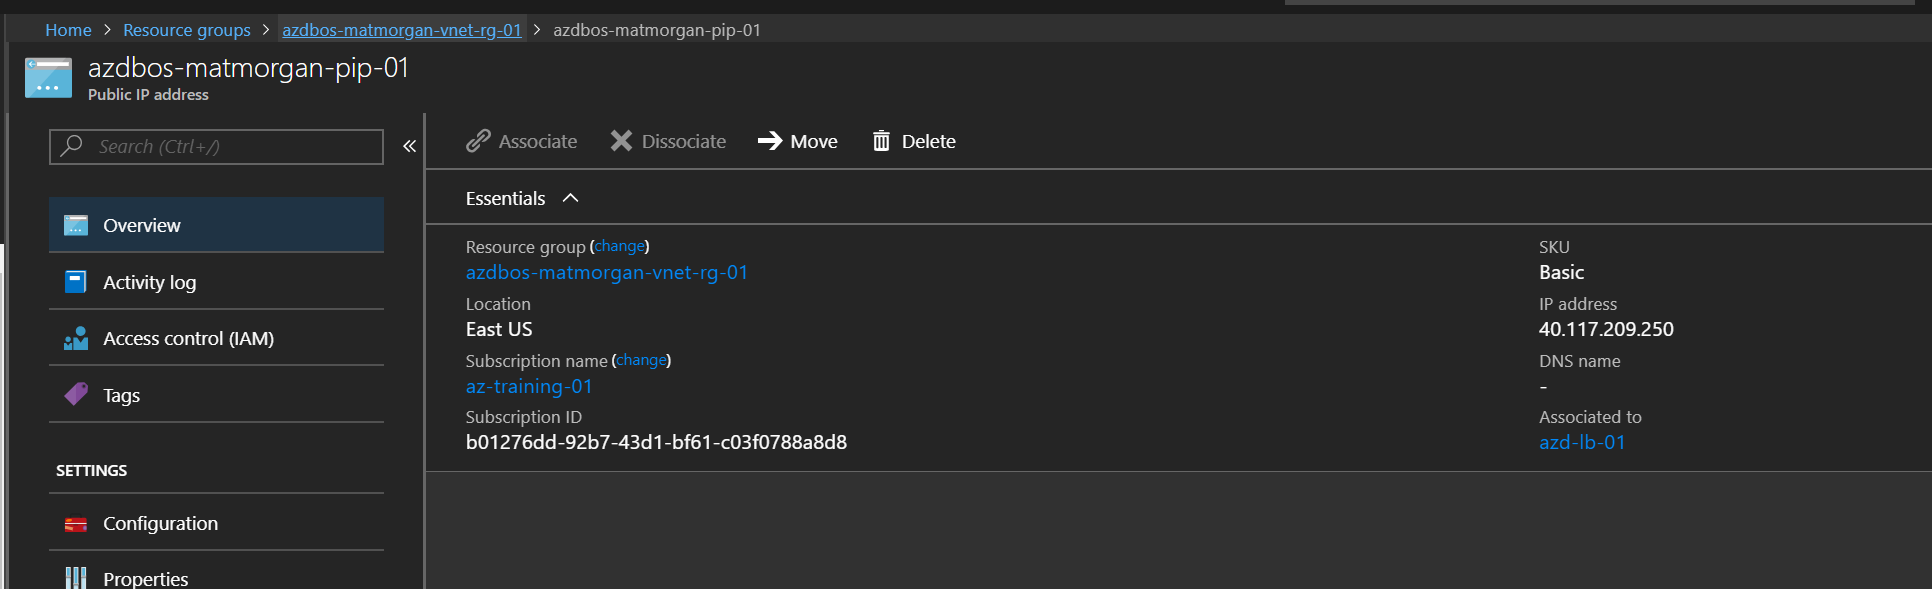 Home > Resource groups > azdbos-matmorgan-vnet-rg-01 > azdbos-matmorgan-pip-01
azdbos-matmorgan-pip-01
Public IP address
Search (Ctrl+/)
«
Overview
Activity log
Access control (IAM)
Tags
SETTINGS
Configuration
Properties
Associate Dissociate Move Delete
Essentials
Resource group (change)
azdbos-matmorgan-vnet-rg-01
Location
East US
Subscription name (change)
az-training-01
Subscription ID
b01276dd-92b7-43d1-bf61-c03f0788a8d8
SKU
Basic
IP address
40.117.209.250
DNS name
-
Associated to
azd-lb-01